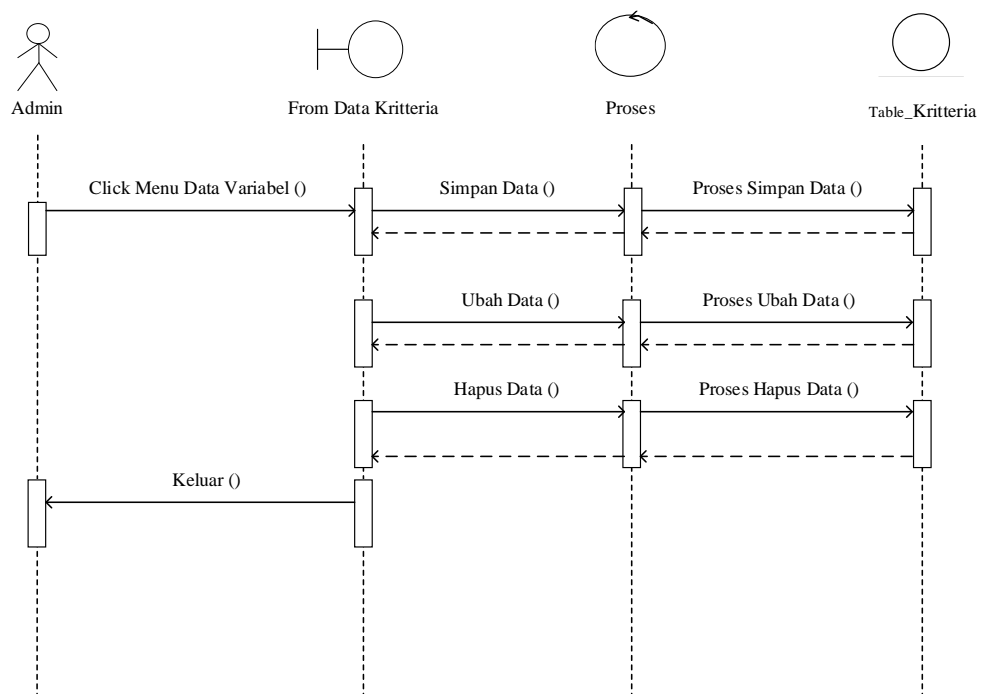 Admin
From Data Kritteria
Proses
Table_Kritteria
Click Menu Data Variabel ()
Simpan Data ()
Proses Simpan Data ()
Ubah Data ()
Proses Ubah Data ()
Hapus Data ()
Proses Hapus Data ()
Keluar ()